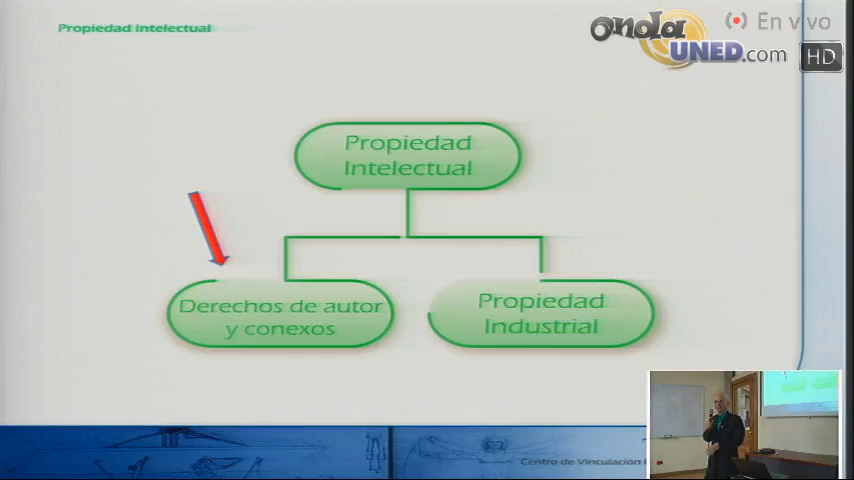 Propiedad Intelectual
onda
UNED.com
En vivo
HD
Propiedad
Intelectual
Derechos de autor
y conexos
Propiedad
Industrial
Centro de Vinculación